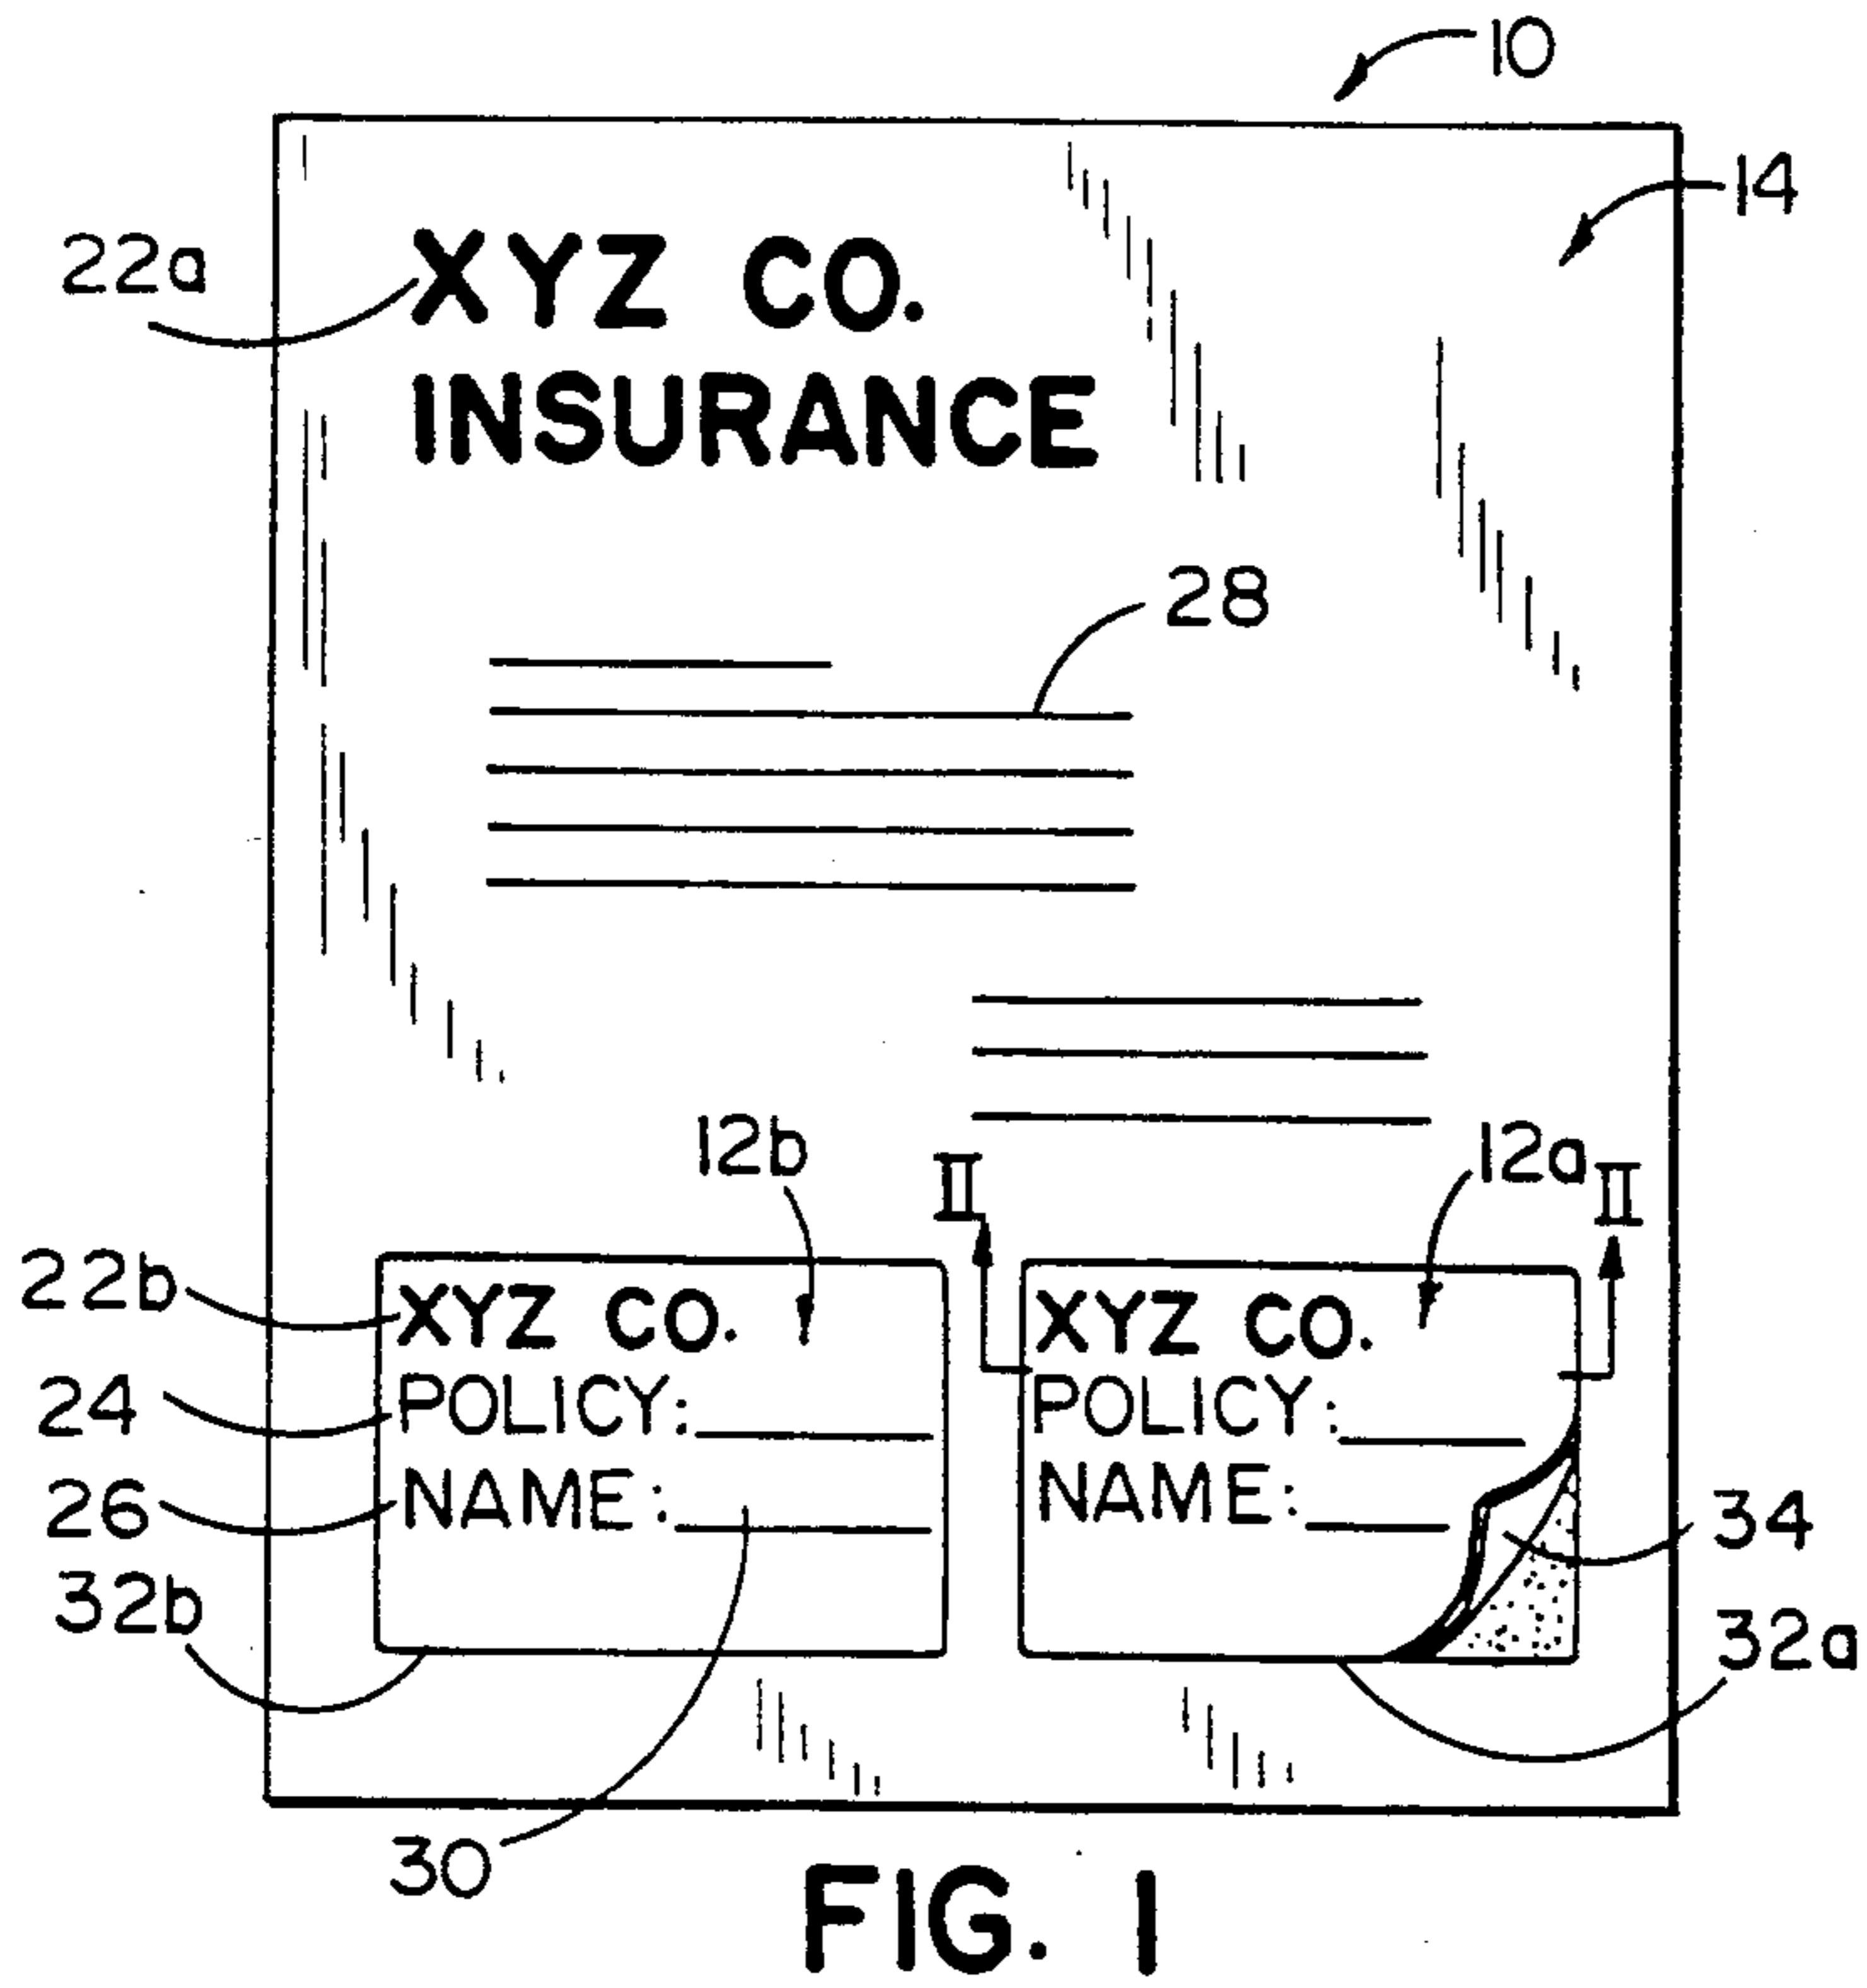 10
14
22a
XYZ CO.
INSURANCE
28
12b
II
12a
II
22b
XYZ CO.
POLICY:
NAME:
XYZ CO.
POLICY:
NAME:
24
26
32b
34
32a
30
FIG. 1